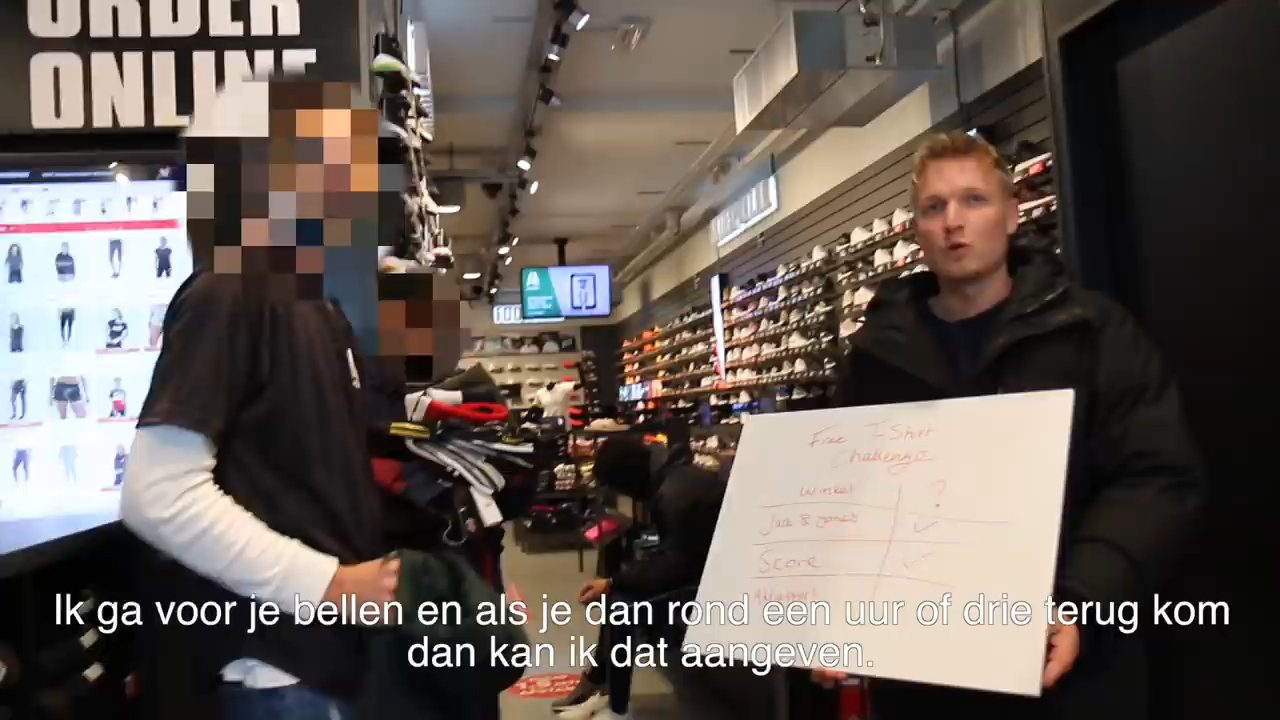 ORDER
ONLINE
Free T-Shirt
Challenge
winkel ?
Jack & Jones ✓
Score ✓
Aktiesport
Ik ga voor je bellen en als je dan rond een uur of drie terug kom
dan kan ik dat aangeven.